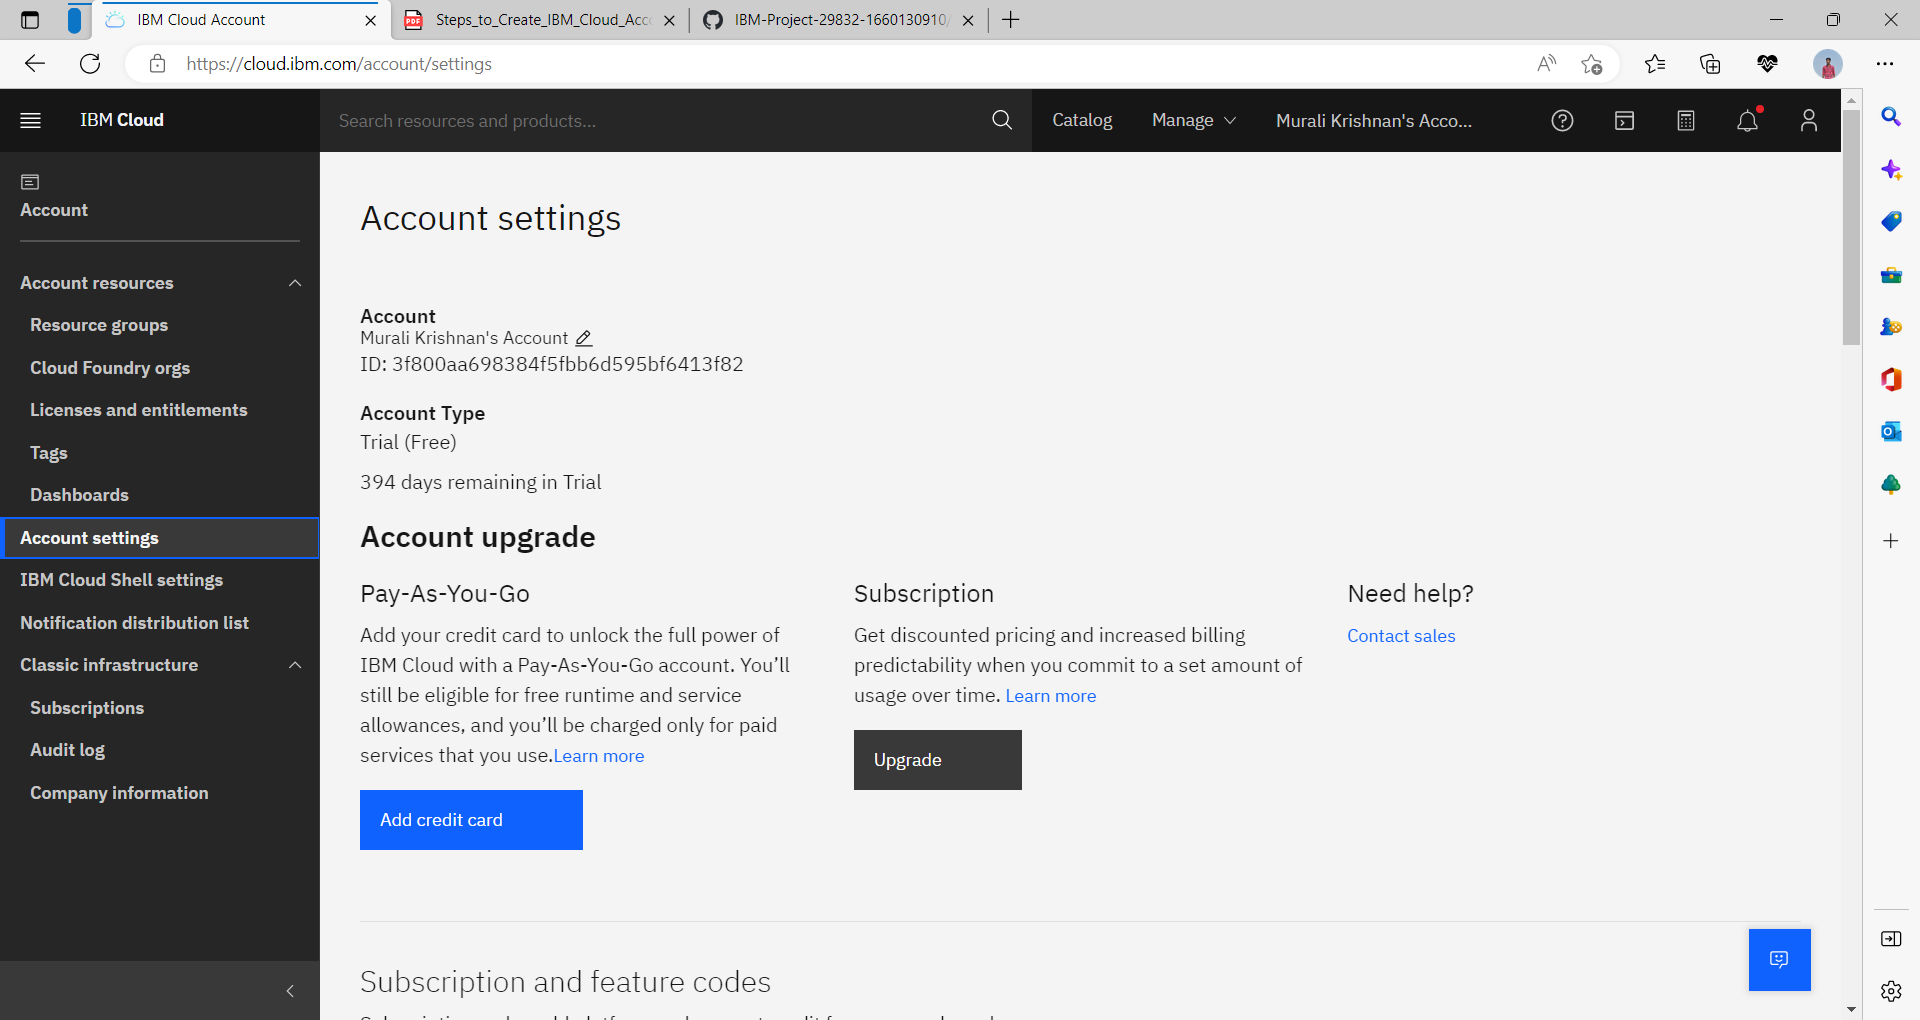 IBM Cloud Account
Steps_to_Create_IBM_Cloud_Acc
IBM-Project-29832-1660130910
https://cloud.ibm.com/account/settings
IBM Cloud
Search resources and products...
Catalog
Manage
Murali Krishnan's Acco...
Account
Account resources
Resource groups
Cloud Foundry orgs
Licenses and entitlements
Tags
Dashboards
Account settings
IBM Cloud Shell settings
Notification distribution list
Classic infrastructure
Subscriptions
Audit log
Company information
Account settings
Account
Murali Krishnan's Account
ID: 3f800aa698384f5fbb6d595bf6413f82
Account Type
Trial (Free)
394 days remaining in Trial
Account upgrade
Pay-As-You-Go
Add your credit card to unlock the full power of
IBM Cloud with a Pay-As-You-Go account. You’ll
still be eligible for free runtime and service
allowances, and you’ll be charged only for paid
services that you use.Learn more
Add credit card
Subscription
Get discounted pricing and increased billing
predictability when you commit to a set amount of
usage over time. Learn more
Upgrade
Need help?
Contact sales
Subscription and feature codes